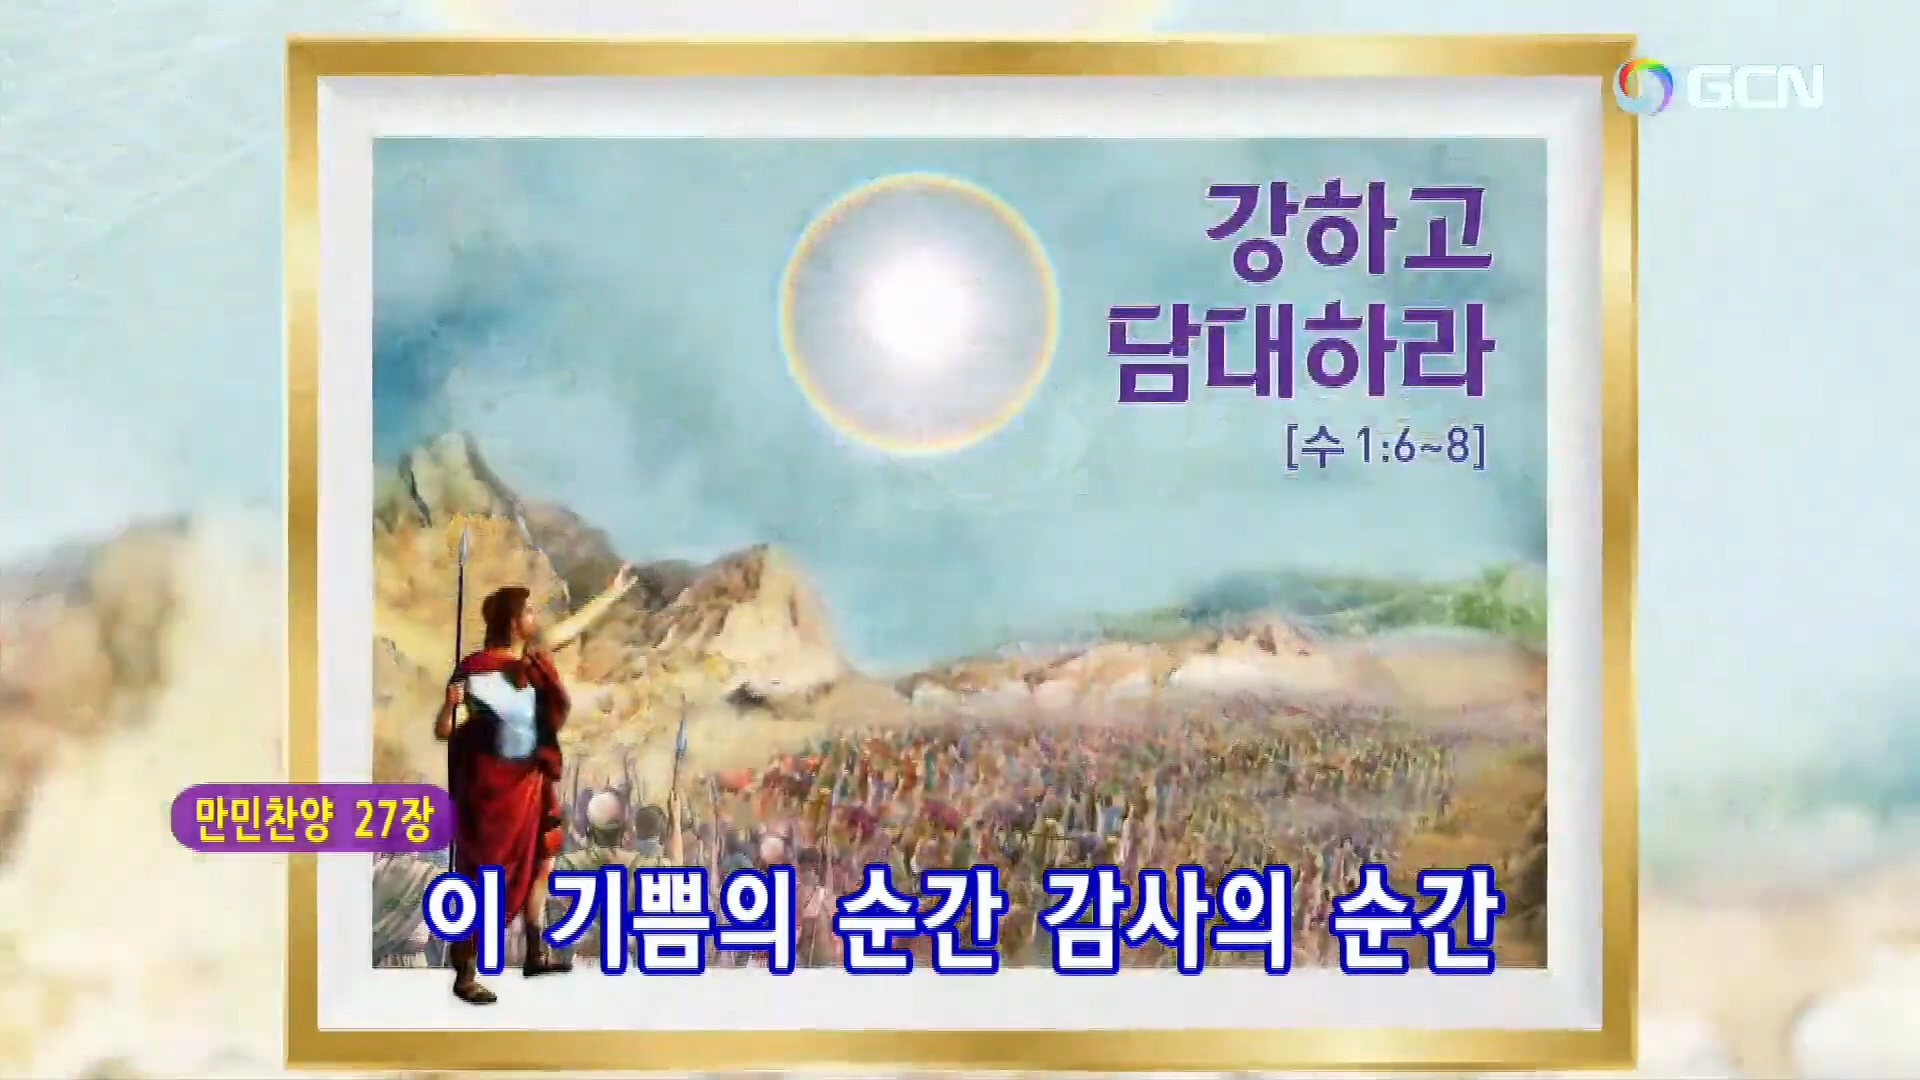 GCN
강하고
담대하라
[수 1:6~8]
만민찬양 27장
이 기쁨의 순간 감사의 순간